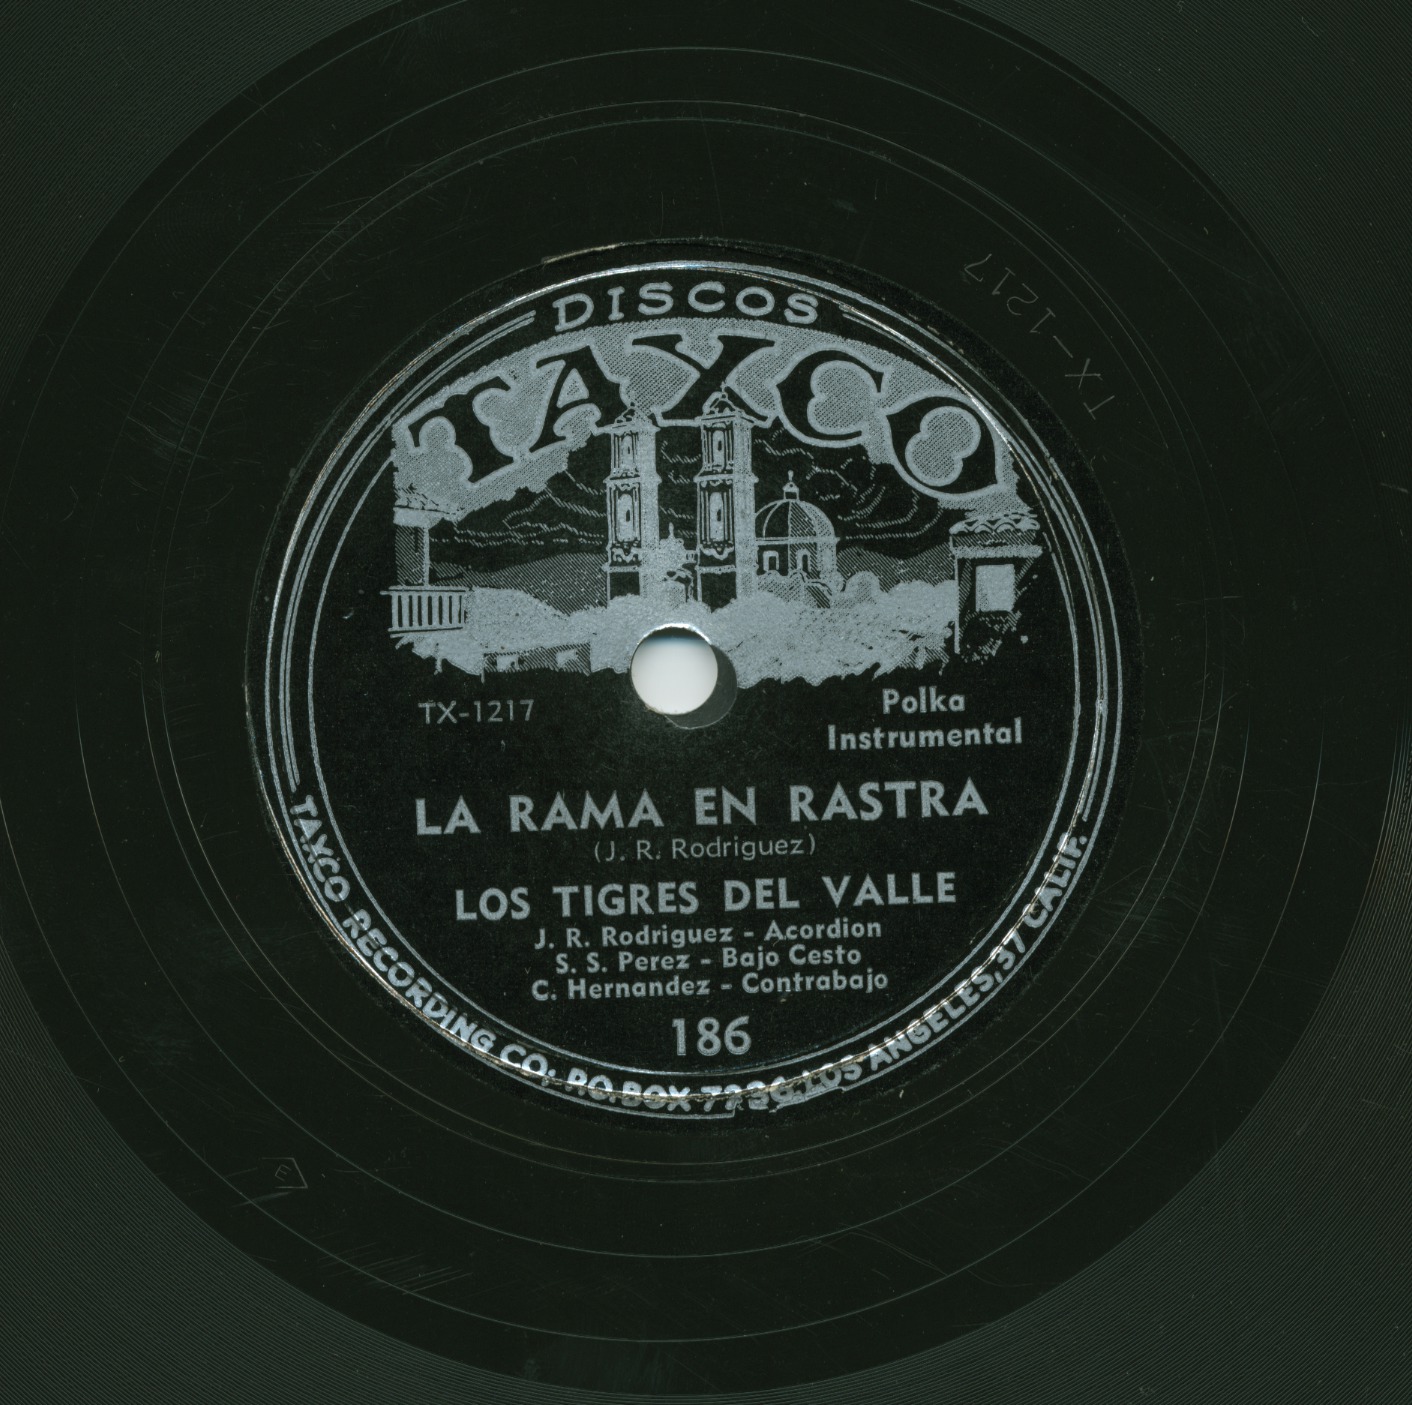 DISCOS
TAXCO
TX-1217
Polka
Instrumental
LA RAMA EN RASTRA
(J. R. Rodriguez)
LOS TIGRES DEL VALLE
J. R. Rodriguez - Acordion
S. S. Perez - Bajo Cesto
C. Hernandez - Contrabajo
186
TAXCO RECORDING CO; P.O. BOX 7236, LOS ANGELES, 37 CALIF.
TX-1217
E